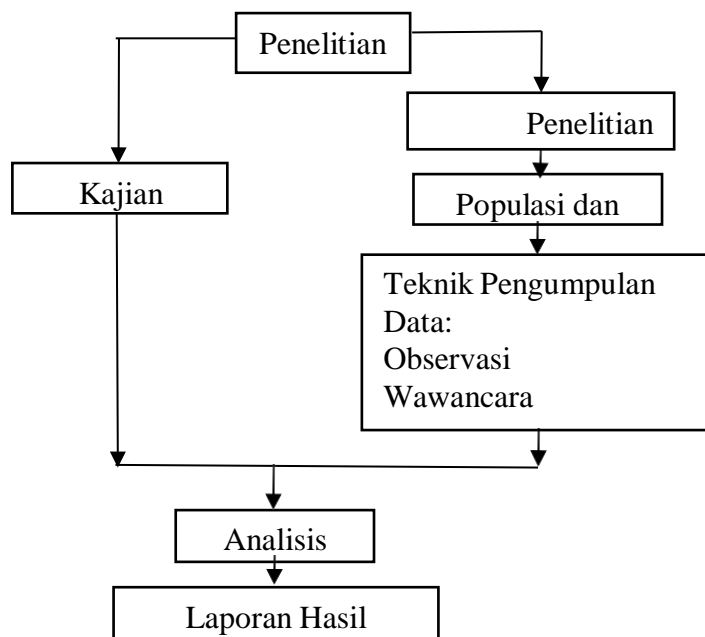 Penelitian
Penelitian
Kajian
Populasi dan
Teknik Pengumpulan
Data:
Observasi
Wawancara
Analisis
Laporan Hasil